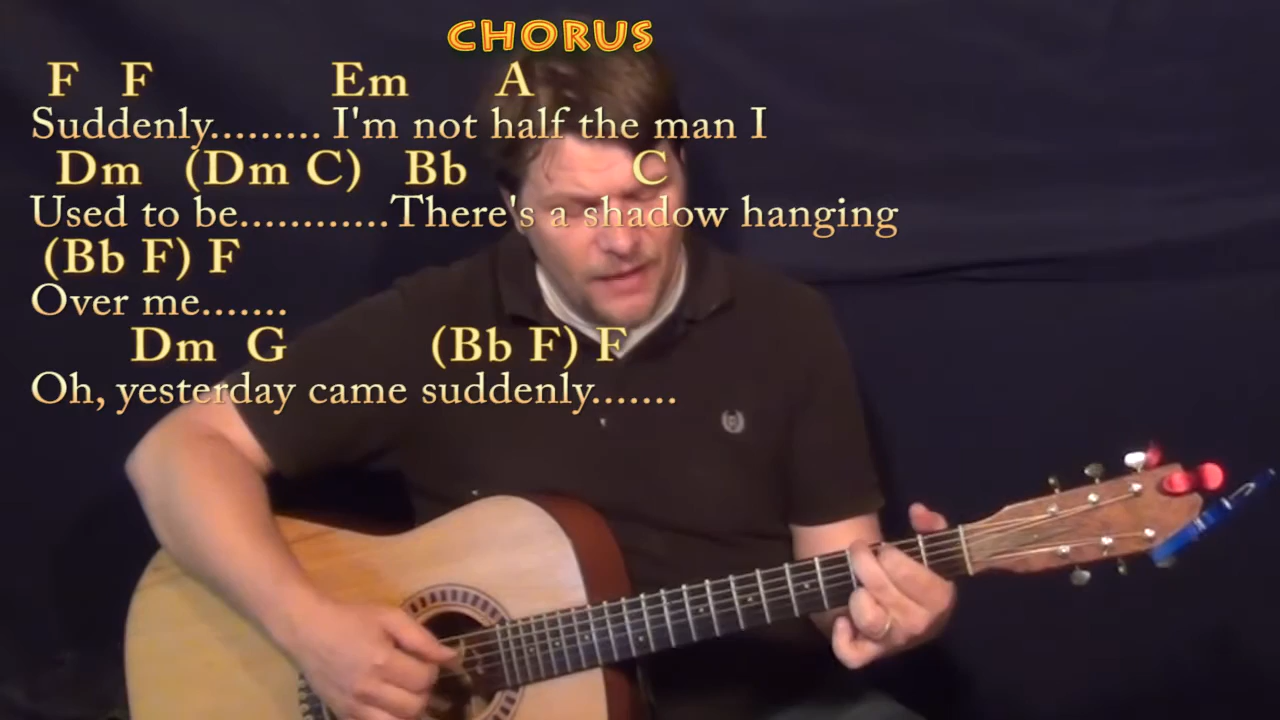 CHORUS
F F Em A
Suddenly......... I'm not half the man I
Dm (Dm C) Bb C
Used to be............There's a shadow hanging
(Bb F) F
Over me.......
Dm G (Bb F) F
Oh, yesterday came suddenly.......